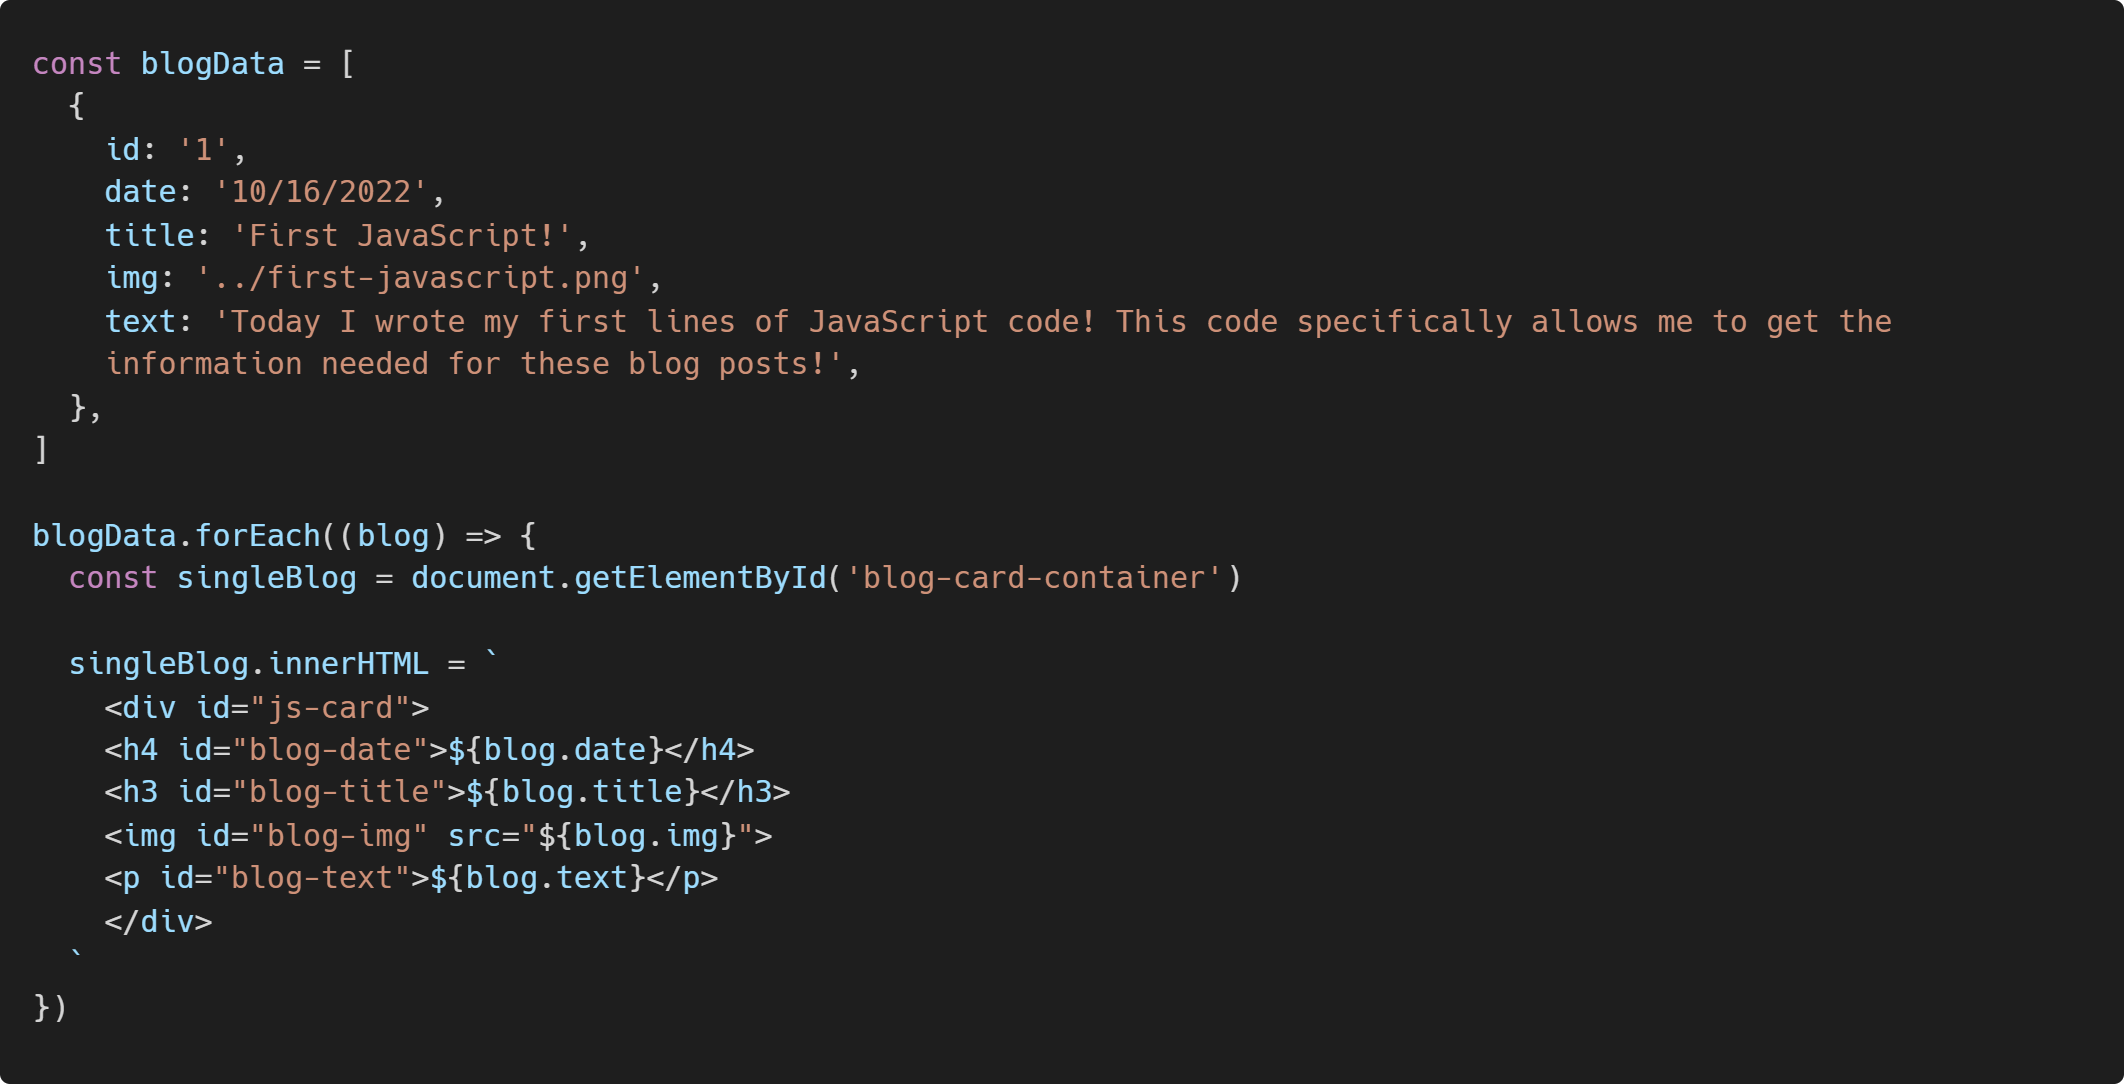 const blogData = [
  {
    id: '1',
    date: '10/16/2022',
    title: 'First JavaScript!',
    img: '../first-javascript.png',
    text: 'Today I wrote my first lines of JavaScript code! This code specifically allows me to get the
    information needed for these blog posts!',
  },
]

blogData.forEach((blog) => {
  const singleBlog = document.getElementById('blog-card-container')

  singleBlog.innerHTML = `
    <div id="js-card">
    <h4 id="blog-date">${blog.date}</h4>
    <h3 id="blog-title">${blog.title}</h3>
    <img id="blog-img" src="${blog.img}">
    <p id="blog-text">${blog.text}</p>
    </div>
  `
})